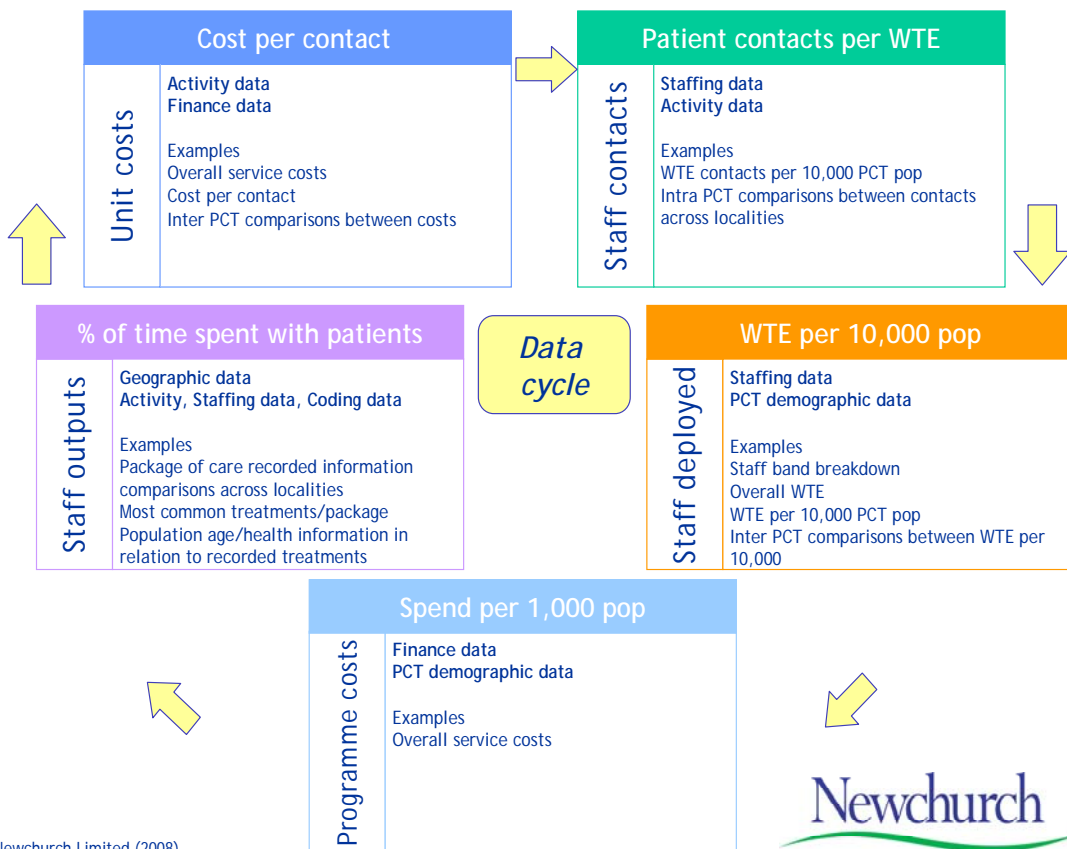 Cost per contact
Unit costs
Activity data
Finance data
Examples
Overall service costs
Cost per contact
Inter PCT comparisons between costs
Patient contacts per WTE
Staff contacts
Staffing data
Activity data
Examples
WTE contacts per 10,000 PCT pop
Intra PCT comparisons between contacts
across localities
% of time spent with patients
Staff outputs
Geographic data
Activity, Staffing data, Coding data
Examples
Package of care recorded information
comparisons across localities
Most common treatments/package
Population age/health information in
relation to recorded treatments
Data
cycle
WTE per 10,000 pop
Staff deployed
Staffing data
PCT demographic data
Examples
Staff band breakdown
Overall WTE
WTE per 10,000 PCT pop
Inter PCT comparisons between WTE per
10,000
Spend per 1,000 pop
Programme costs
Finance data
PCT demographic data
Examples
Overall service costs
Newchurch
Limited (2008)